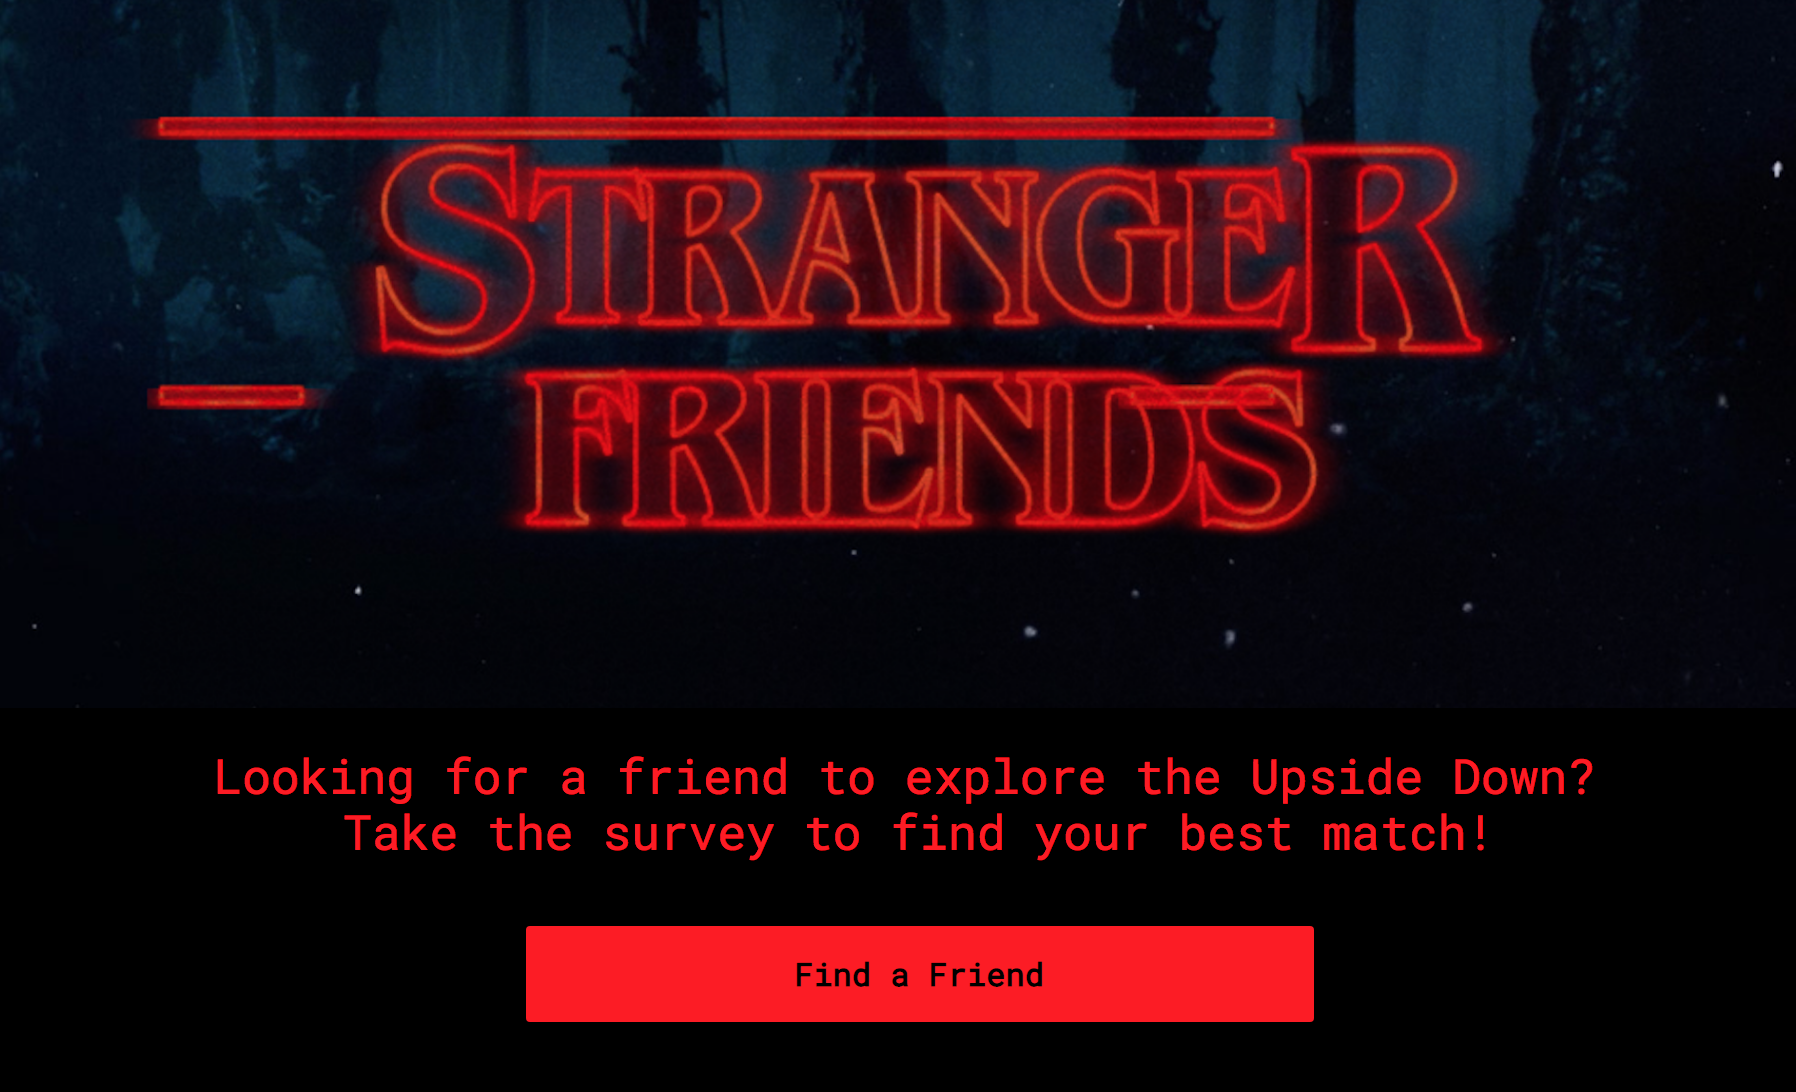 STRANGER
FRIENDS
Looking for a friend to explore the Upside Down?
Take the survey to find your best match!
Find a Friend